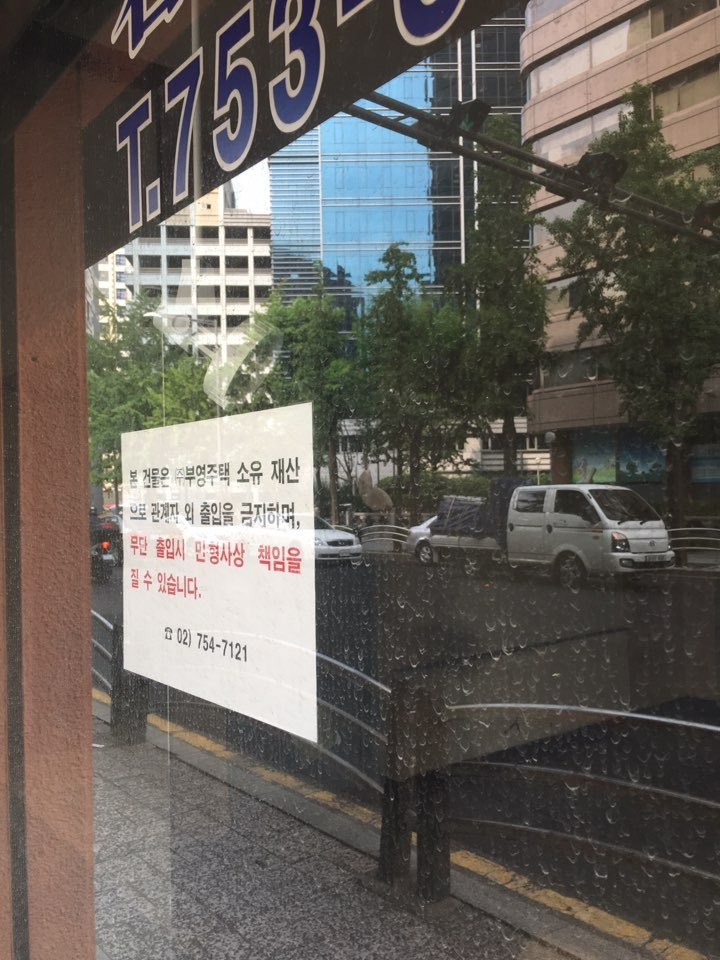 T.753-
본 건물은 ㈜부영주택 소유 재산
으로 관계자 외 출입을 금지하며,
무단 출입시 민·형사상 책임을
질 수 있습니다.
☎ 02) 754-7121